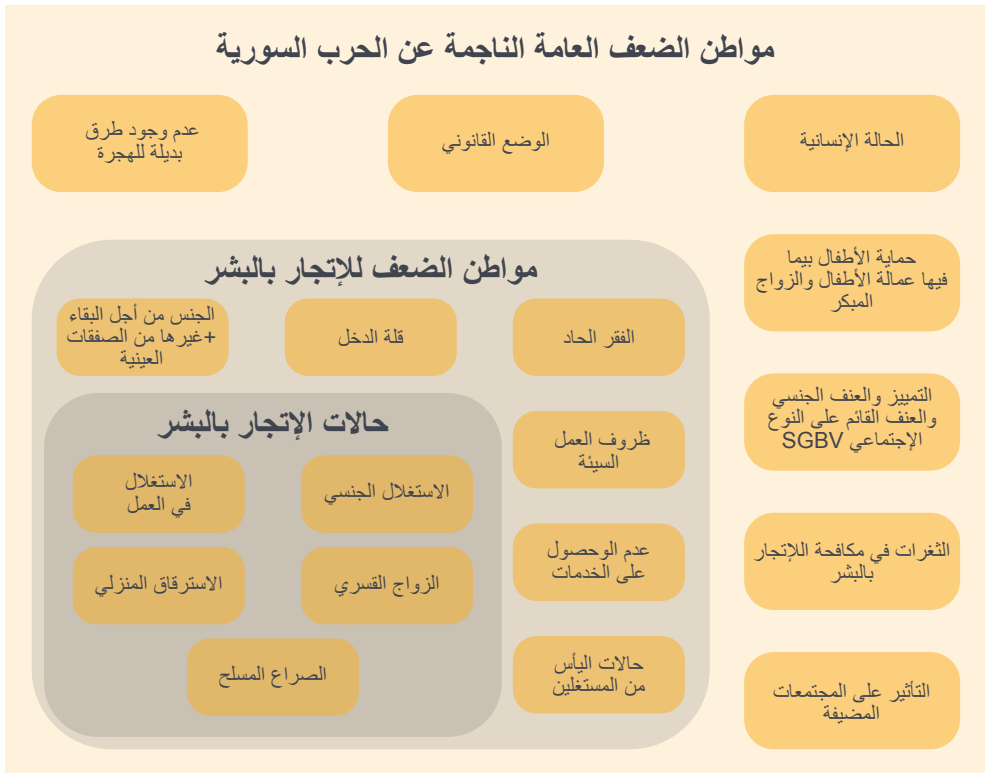 مواطن الضعف العامة الناجمة عن الحرب السورية
الحالة الإنسانية
الوضع القانوني
عدم وجود طرق
بديلة للهجرة
حماية الأطفال بيما
فيها عمالة الأطفال والزواج
المبكر
التمييز والعنف الجنسي
والعنف القائم على النوع
الإجتماعي SGBV
الثغرات في مكافحة اللإتجار
بالبشر
التأثير على المجتمعات
المضيفة
مواطن الضعف للإتجار بالبشر
الفقر الحاد
قلة الدخل
الجنس من أجل البقاء
+غيرها من الصفقات
العينية
ظروف العمل
السيئة
عدم الوحصول
على الخدمات
حالات اليأس
من المستغلين
حالات الإتجار بالبشر
الاستغلال الجنسي
الاستغلال
في العمل
الزواج القسري
الاسترقاق المنزلي
الصراع المسلح